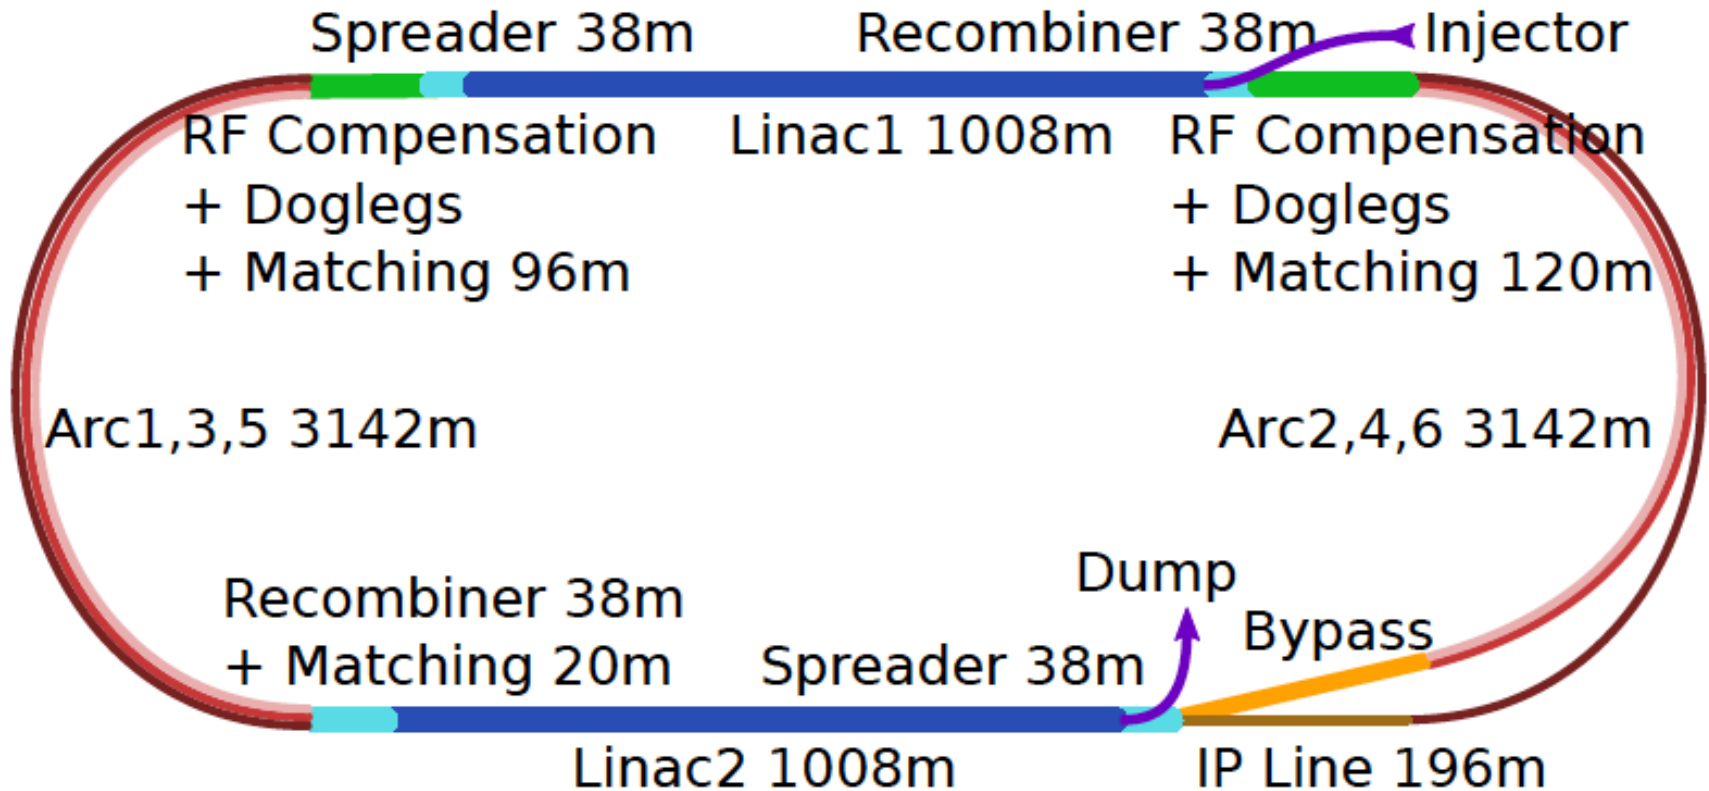 Spreader 38m
Recombiner 38m
Injector
RF Compensation
+ Doglegs
+ Matching 96m
Linac1 1008m
RF Compensation
+ Doglegs
+ Matching 120m
Arc1,3,5 3142m
Arc2,4,6 3142m
Recombiner 38m
+ Matching 20m
Spreader 38m
Dump
Bypass
Linac2 1008m
IP Line 196m